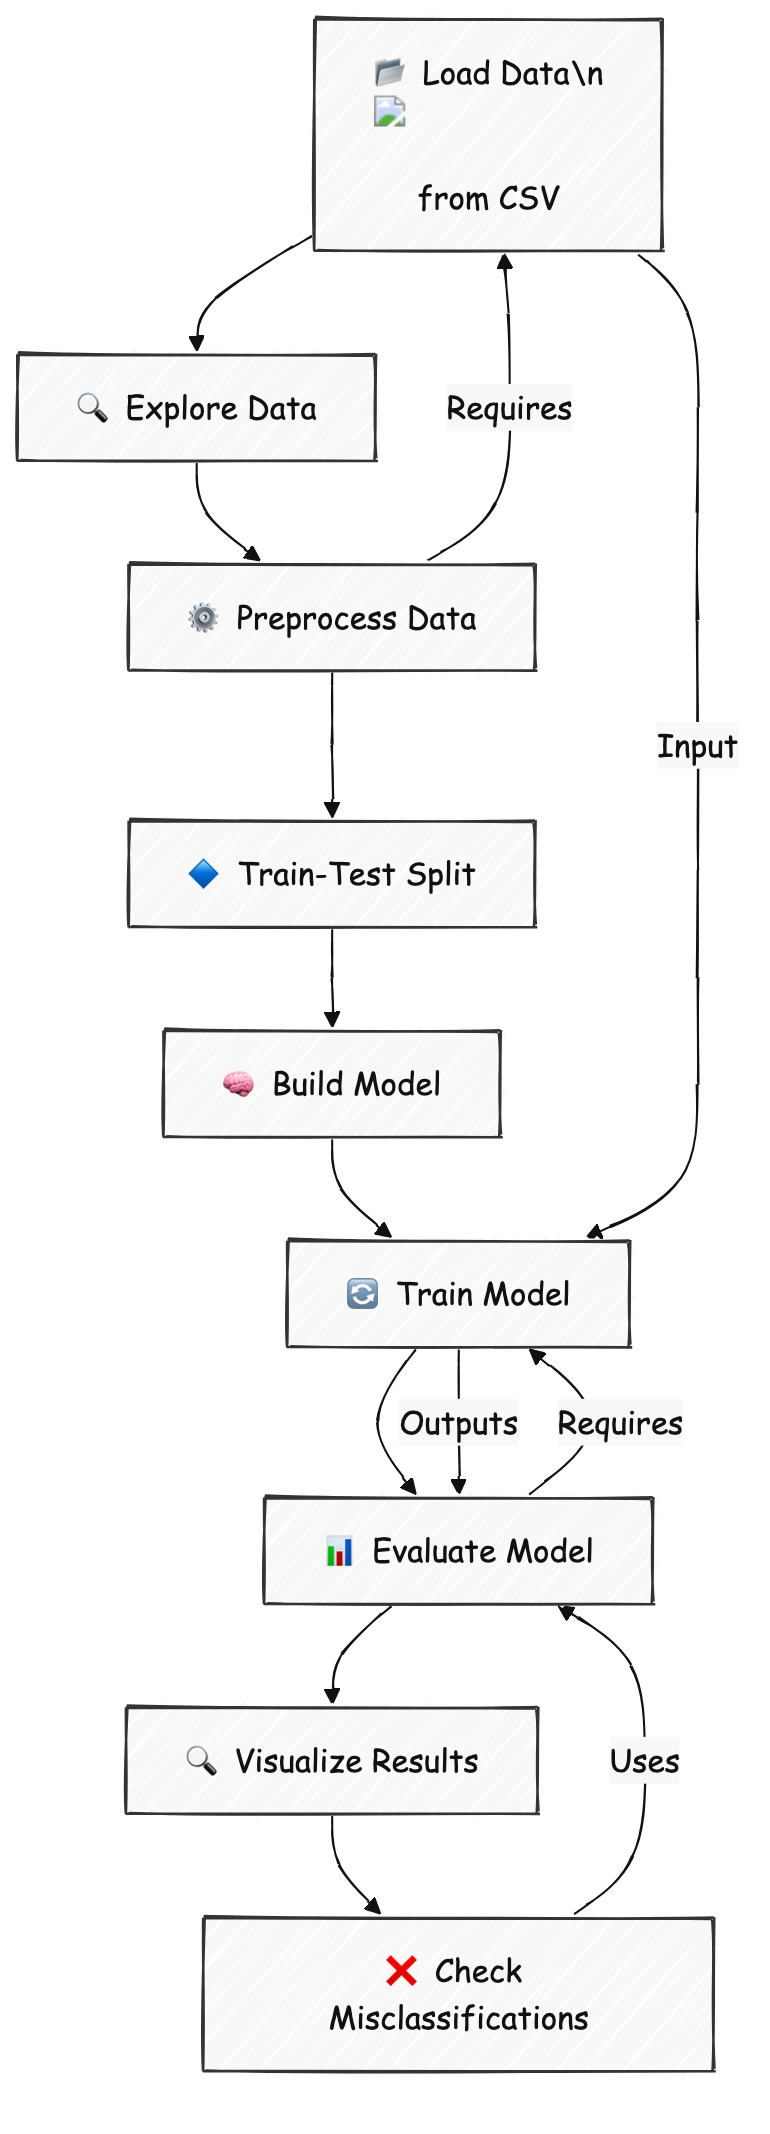 📂 Load Data\n
from CSV
🔍 Explore Data
Requires
⚙️ Preprocess Data
Input
🔷 Train-Test Split
🧠 Build Model
🔄 Train Model
Outputs
Requires
📊 Evaluate Model
🔍 Visualize Results
Uses
❌ Check
Misclassifications